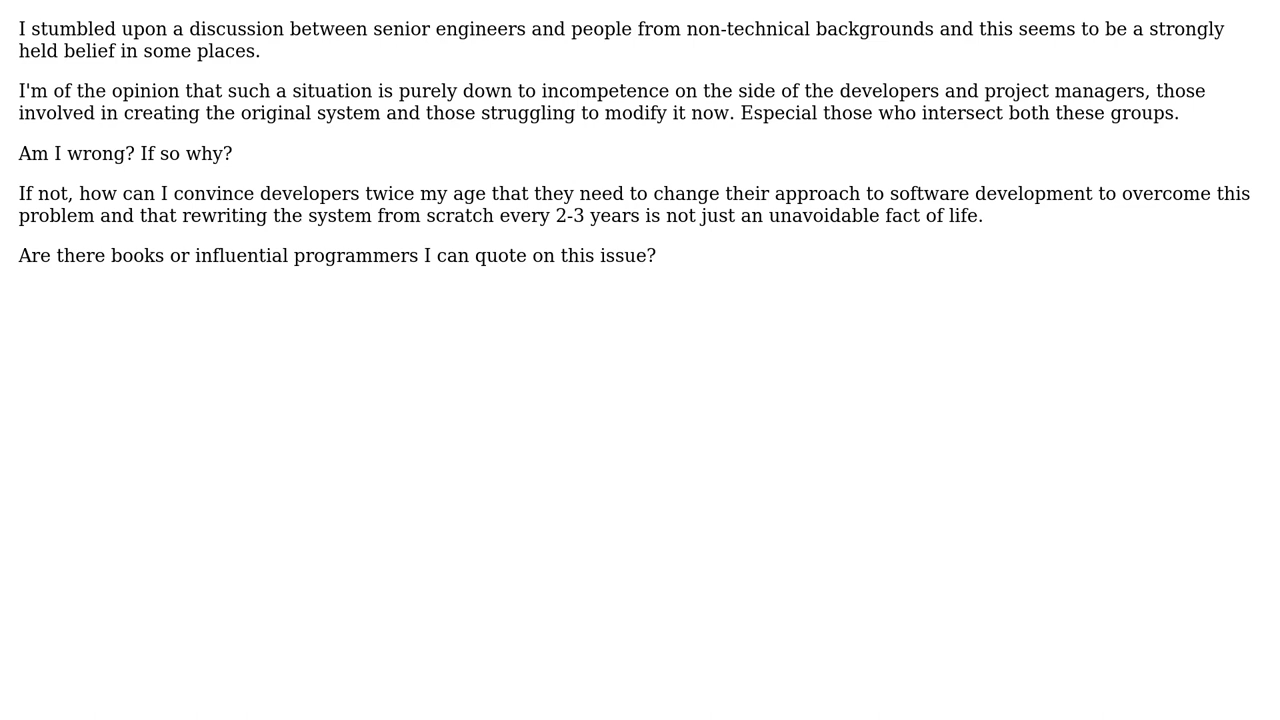 I stumbled upon a discussion between senior engineers and people from non-technical backgrounds and this seems to be a strongly
held belief in some places.
I'm of the opinion that such a situation is purely down to incompetence on the side of the developers and project managers, those
involved in creating the original system and those struggling to modify it now. Especial those who intersect both these groups.
Am I wrong? If so why?
If not, how can I convince developers twice my age that they need to change their approach to software development to overcome this
problem and that rewriting the system from scratch every 2-3 years is not just an unavoidable fact of life.
Are there books or influential programmers I can quote on this issue?